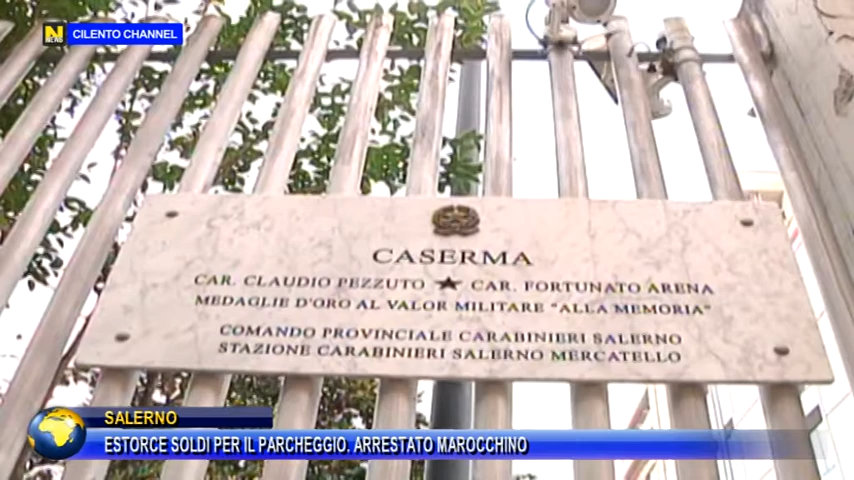 N
NEWS
CILENTO CHANNEL
CASERMA
CAR. CLAUDIO PEZZUTO ★ CAR. FORTUNATO ARENA
MEDAGLIE D'ORO AL VALOR MILITARE "ALLA MEMORIA"
COMANDO PROVINCIALE CARABINIERI SALERNO
STAZIONE CARABINIERI SALERNO MERCATELLO
SALERNO
ESTORCE SOLDI PER IL PARCHEGGIO. ARRESTATO MAROCCHINO